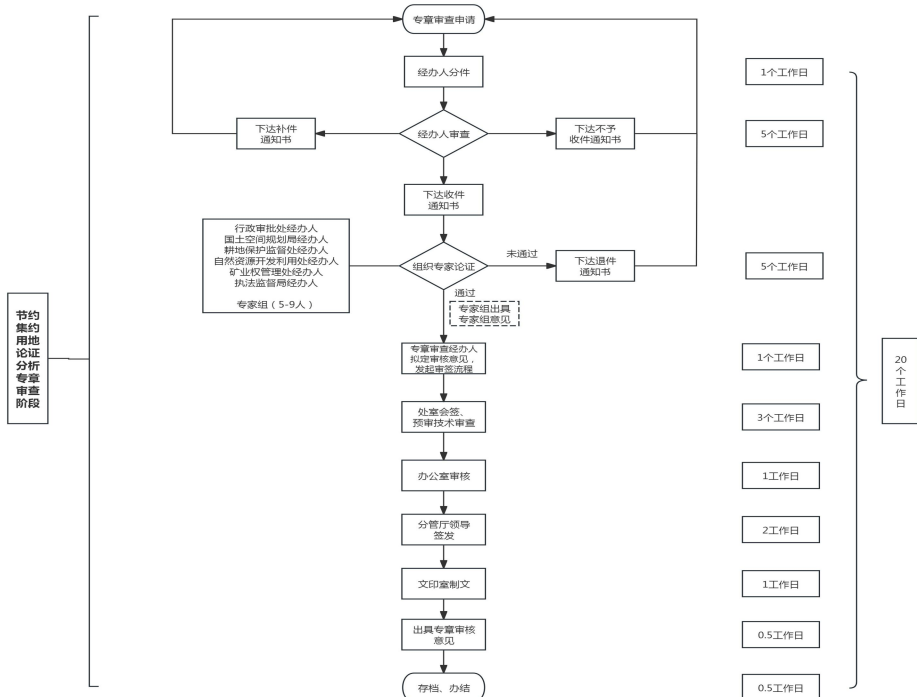 专章审查申请
经办人分件
1个工作日
下达补件
通知书
经办人审查
下达不予
收件通知书
5个工作日
下达收件
通知书
行政审批处经办人
国土空间规划局经办人
耕地保护监督处经办人
自然资源开发利用处经办人
矿业权管理处经办人
执法监督局经办人
专家组（5-9人）
组织专家论证
未通过
下达退件
通知书
5个工作日
通过
专家组出具
专家组意见
节约
集约
用地
论证
分析
专章
审查
阶段
专章审查经办人
拟定审核意见，
发起审签流程
1个工作日
20
个
工
作
日
处室会签、
预审技术审查
3个工作日
办公室审核
1工作日
分管厅领导
签发
2工作日
文印室制文
1工作日
出具专章审核
意见
0.5工作日
存档、办结
0.5工作日